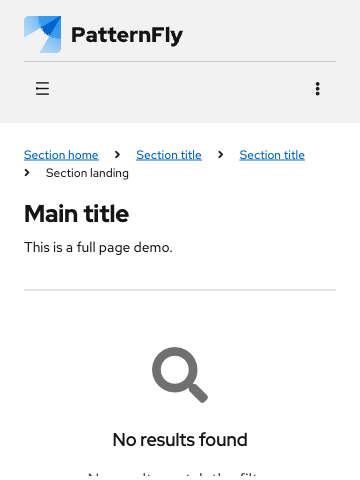 PatternFly
Section home
Section title
Section title
Section landing
Main title
This is a full page demo.
No results found